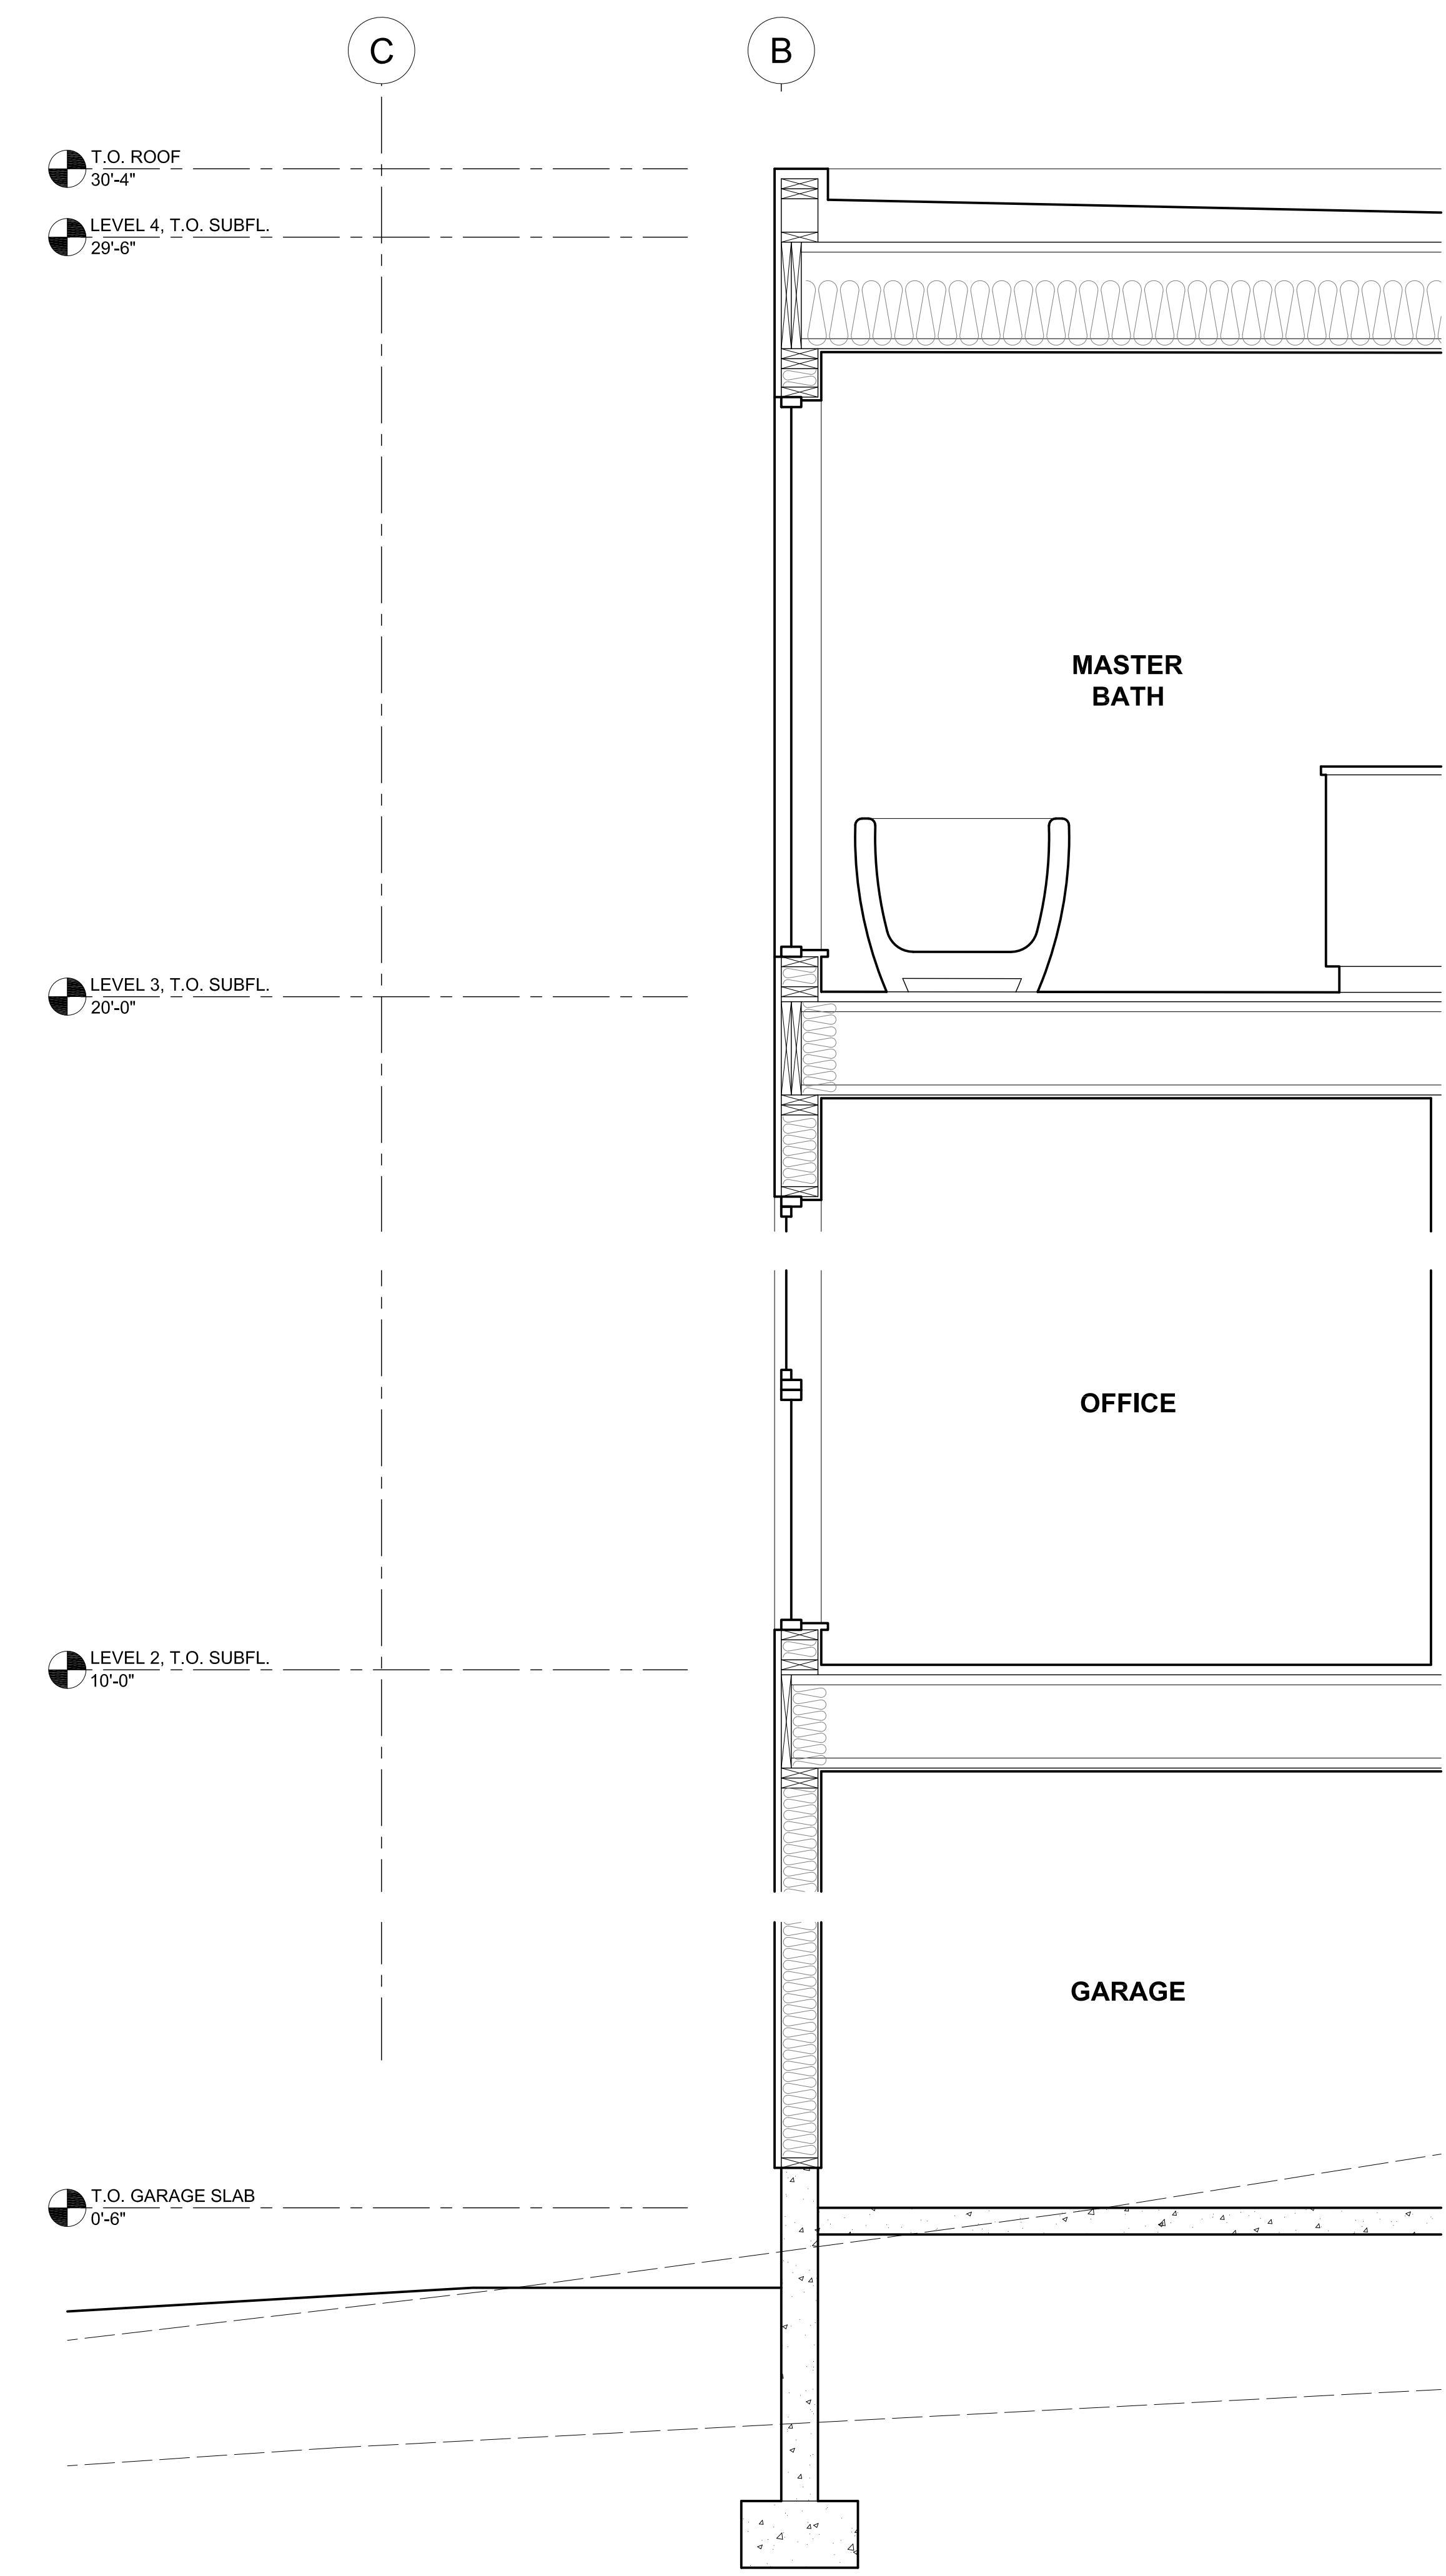 C
B
T.O. ROOF
30'-4"
LEVEL 4, T.O. SUBFL.
29'-6"
MASTER
BATH
LEVEL 3, T.O. SUBFL.
20'-0"
OFFICE
LEVEL 2, T.O. SUBFL.
10'-0"
GARAGE
T.O. GARAGE SLAB
0'-6"